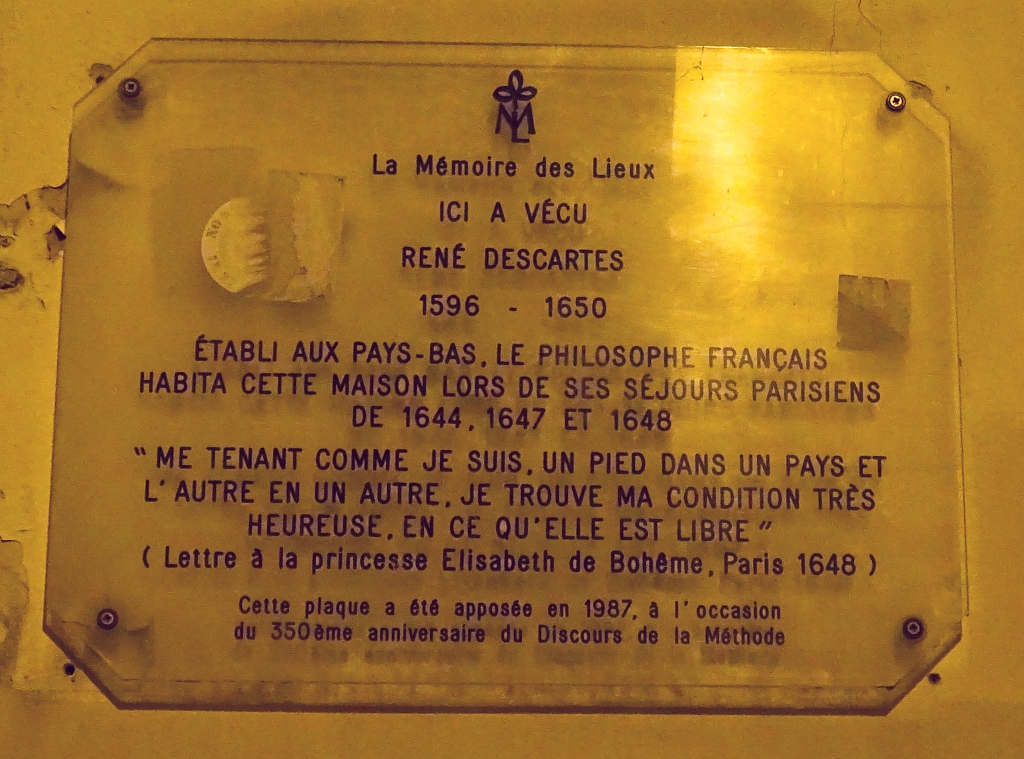 ML
La Mémoire des Lieux
ICI A VÉCU
RENÉ DESCARTES
1596 - 1650
ÉTABLI AUX PAYS-BAS, LE PHILOSOPHE FRANÇAIS
HABITA CETTE MAISON LORS DE SES SÉJOURS PARISIENS
DE 1644, 1647 ET 1648
“ ME TENANT COMME JE SUIS, UN PIED DANS UN PAYS ET
L'AUTRE EN UN AUTRE, JE TROUVE MA CONDITION TRÈS
HEUREUSE, EN CE QU'ELLE EST LIBRE ”
( Lettre à la princesse Elisabeth de Bohême, Paris 1648 )
Cette plaque a été apposée en 1987, à l'occasion
du 350ème anniversaire du Discours de la Méthode